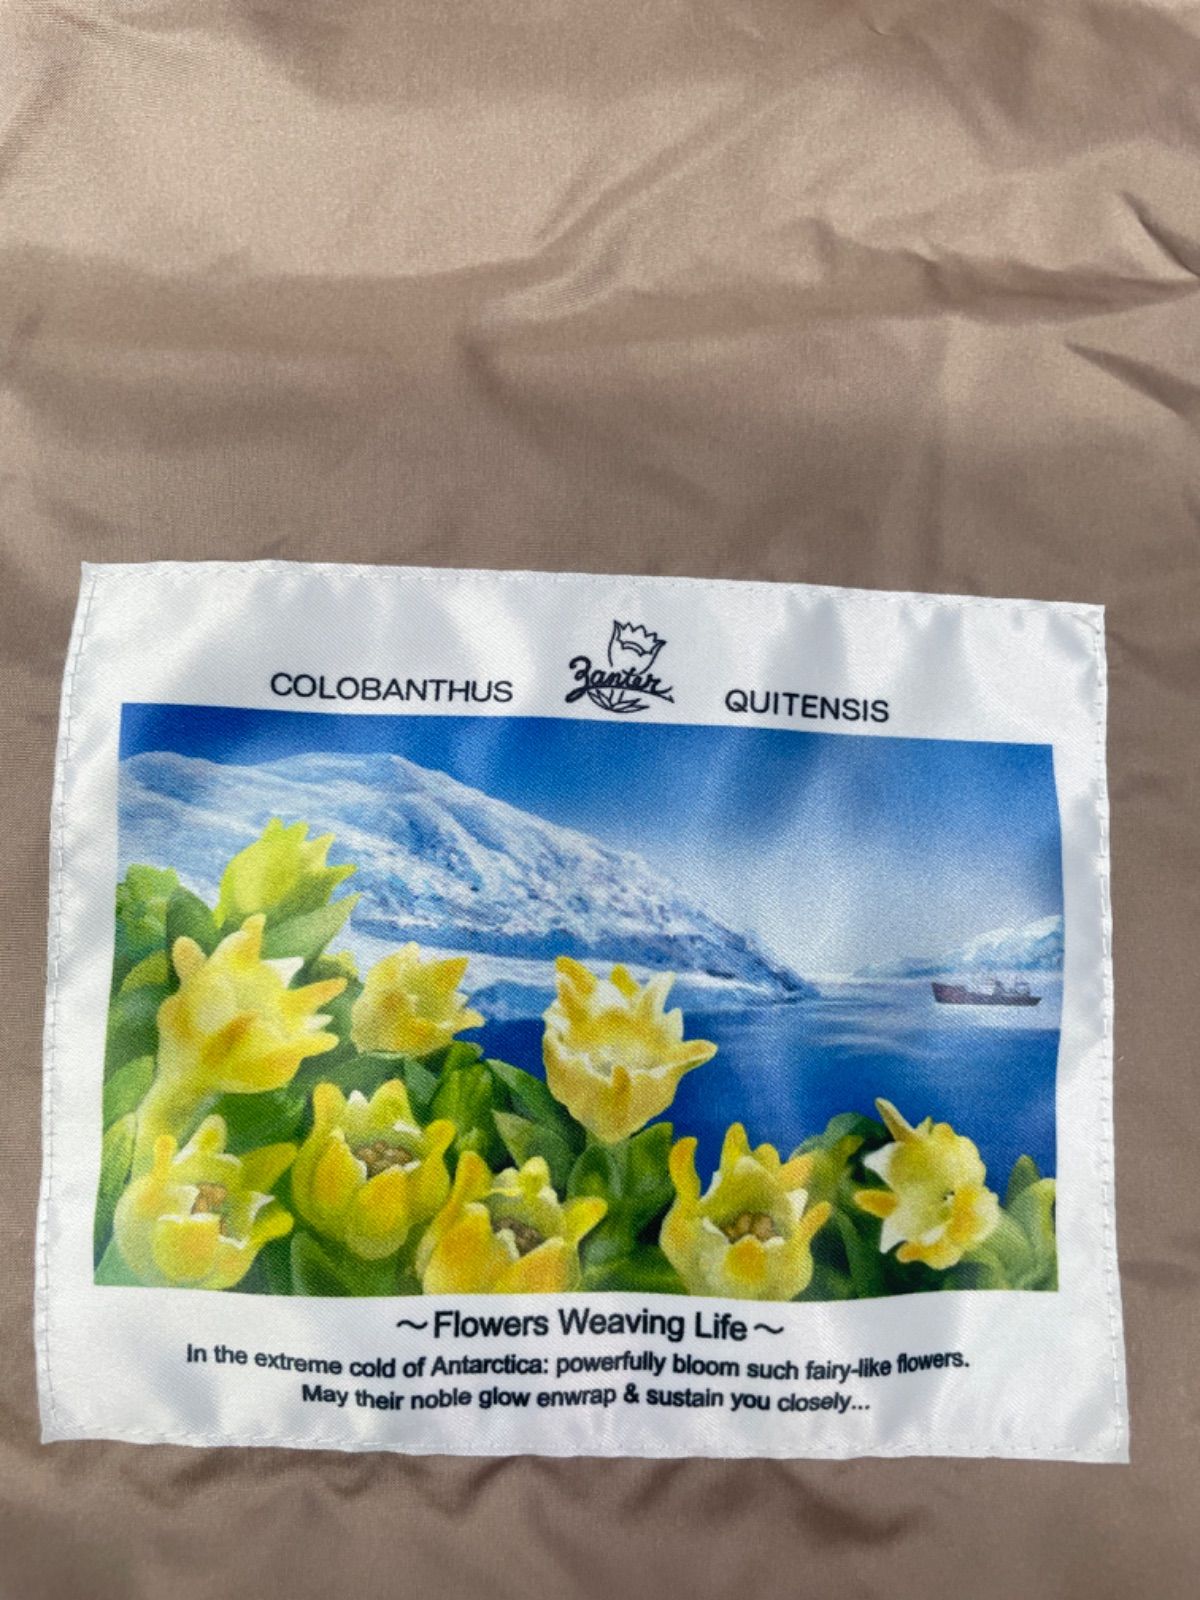 COLOBANTHUS Zanter QUITENSIS
～Flowers Weaving Life～
In the extreme cold of Antarctica: powerfully bloom such fairy-like flowers.
May their noble glow enwrap & sustain you closely...